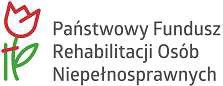 Państwowy Fundusz
Rehabilitacji Osób
Niepełnosprawnych